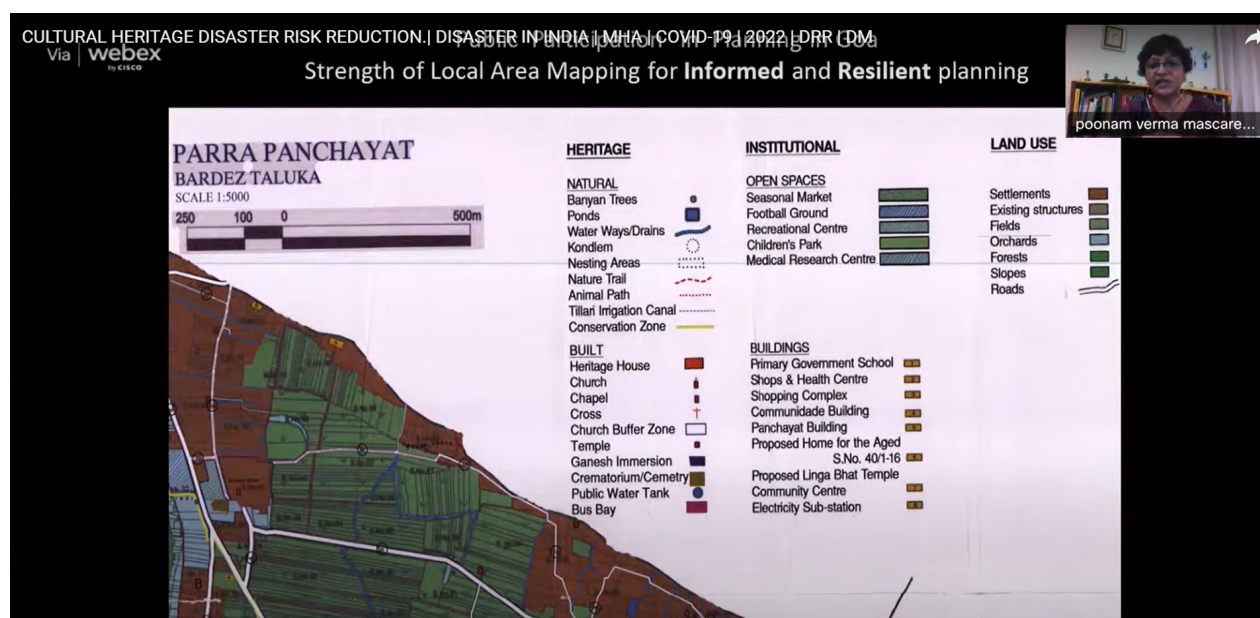 CULTURAL HERITAGE DISASTER RISK REDUCTION.| DISASTER IN INDIA | MHA | COVID-19 | 2022 | DRR | DM
Public Participation in Planning in Goa
Via | webex
by CISCO
Strength of Local Area Mapping for Informed and Resilient planning
poonam verma mascare...
PARRA PANCHAYAT
BARDEZ TALUKA
SCALE 1:5000
250 100 0 500m
HERITAGE
NATURAL
Banyan Trees
Ponds
Water Ways/Drains
Kondlem
Nesting Areas
Nature Trail
Animal Path
Tillari Irrigation Canal
Conservation Zone
BUILT
Heritage House
Church
Chapel
Cross
Church Buffer Zone
Temple
Ganesh Immersion
Crematorium/Cemetry
Public Water Tank
Bus Bay
INSTITUTIONAL
OPEN SPACES
Seasonal Market
Football Ground
Recreational Centre
Children's Park
Medical Research Centre
BUILDINGS
Primary Government School
Shops & Health Centre
Shopping Complex
Communidade Building
Panchayat Building
Proposed Home for the Aged
S.No. 40/1-16
Proposed Linga Bhat Temple
Community Centre
Electricity Sub-station
LAND USE
Settlements
Existing structures
Fields
Orchards
Forests
Slopes
Roads
B